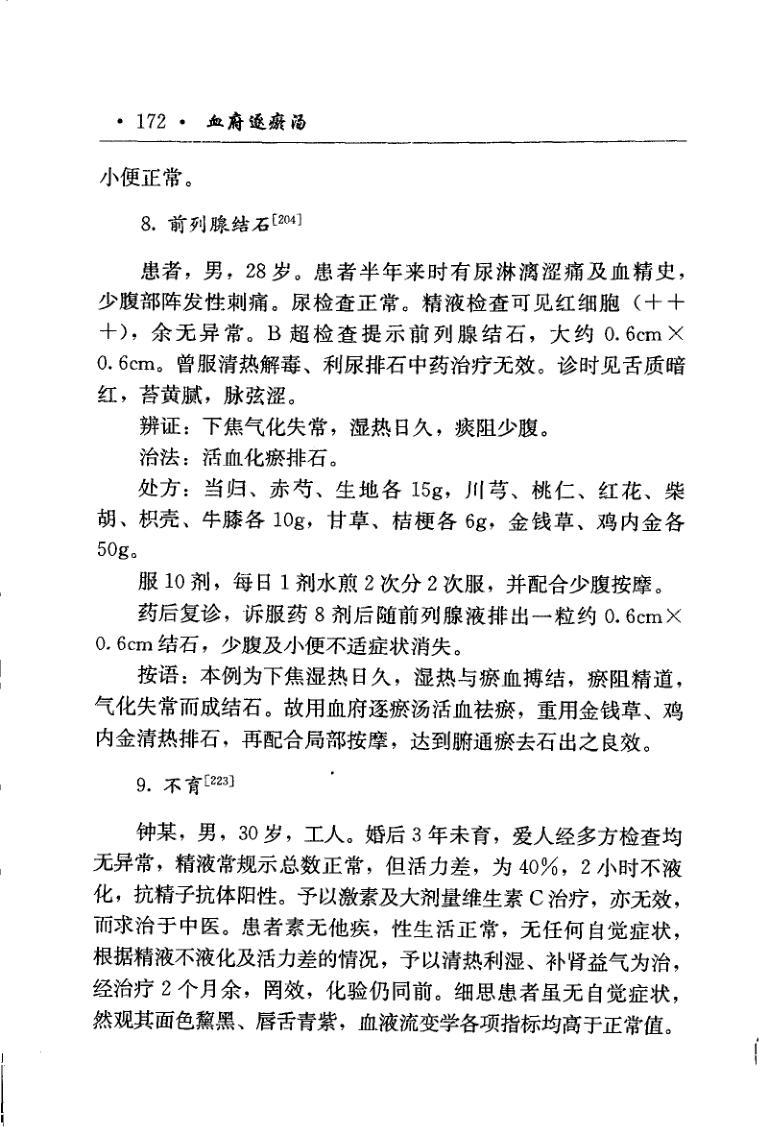 · 172 · 血府逐瘀汤
小便正常。
8. 前列腺结石[204]
患者，男，28岁。患者半年来时有尿淋漓涩痛及血精史，
少腹部阵发性刺痛。尿检查正常。精液检查可见红细胞（＋＋
＋），余无异常。B超检查提示前列腺结石，大约0.6cm×
0.6cm。曾服清热解毒、利尿排石中药治疗无效。诊时见舌质暗
红，苔黄腻，脉弦涩。
辨证：下焦气化失常，湿热日久，痰阻少腹。
治法：活血化瘀排石。
处方：当归、赤芍、生地各15g，川芎、桃仁、红花、柴
胡、枳壳、牛膝各10g，甘草、桔梗各6g，金钱草、鸡内金各
50g。
服10剂，每日1剂水煎2次分2次服，并配合少腹按摩。
药后复诊，诉服药8剂后随前列腺液排出一粒约0.6cm×
0.6cm结石，少腹及小便不适症状消失。
按语：本例为下焦湿热日久，湿热与瘀血搏结，瘀阻精道，
气化失常而成结石。故用血府逐瘀汤活血祛瘀，重用金钱草、鸡
内金清热排石，再配合局部按摩，达到腑通瘀去石出之良效。
9. 不育[223]
钟某，男，30岁，工人。婚后3年未育，爱人经多方检查均
无异常，精液常规示总数正常，但活力差，为40%，2小时不液
化，抗精子抗体阳性。予以激素及大剂量维生素C治疗，亦无效，
而求治于中医。患者素无他疾，性生活正常，无任何自觉症状，
根据精液不液化及活力差的情况，予以清热利湿、补肾益气为治，
经治疗2个月余，罔效，化验仍同前。细思患者虽无自觉症状，
然观其面色黧黑、唇舌青紫，血液流变学各项指标均高于正常值。